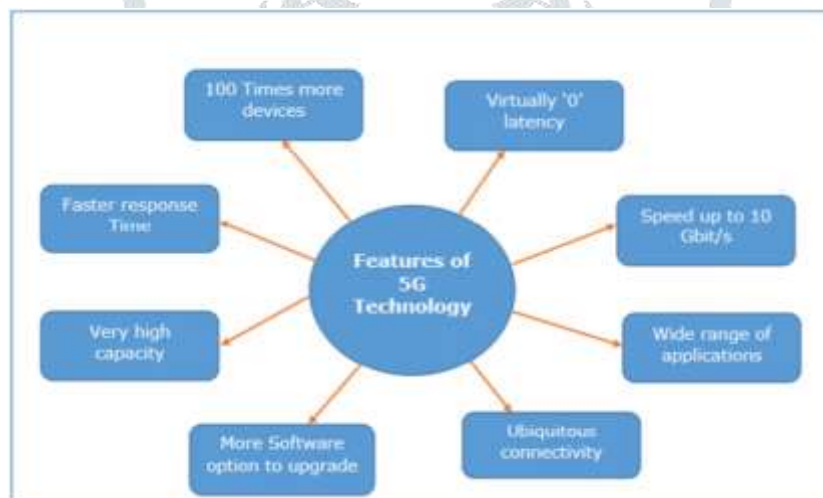 100 Times more
devices
Virtually '0'
latency
Faster response
Time
Speed up to 10
Gbit/s
Features of
5G
Technology
Very high
capacity
Wide range of
applications
More Software
option to upgrade
Ubiquitous
connectivity